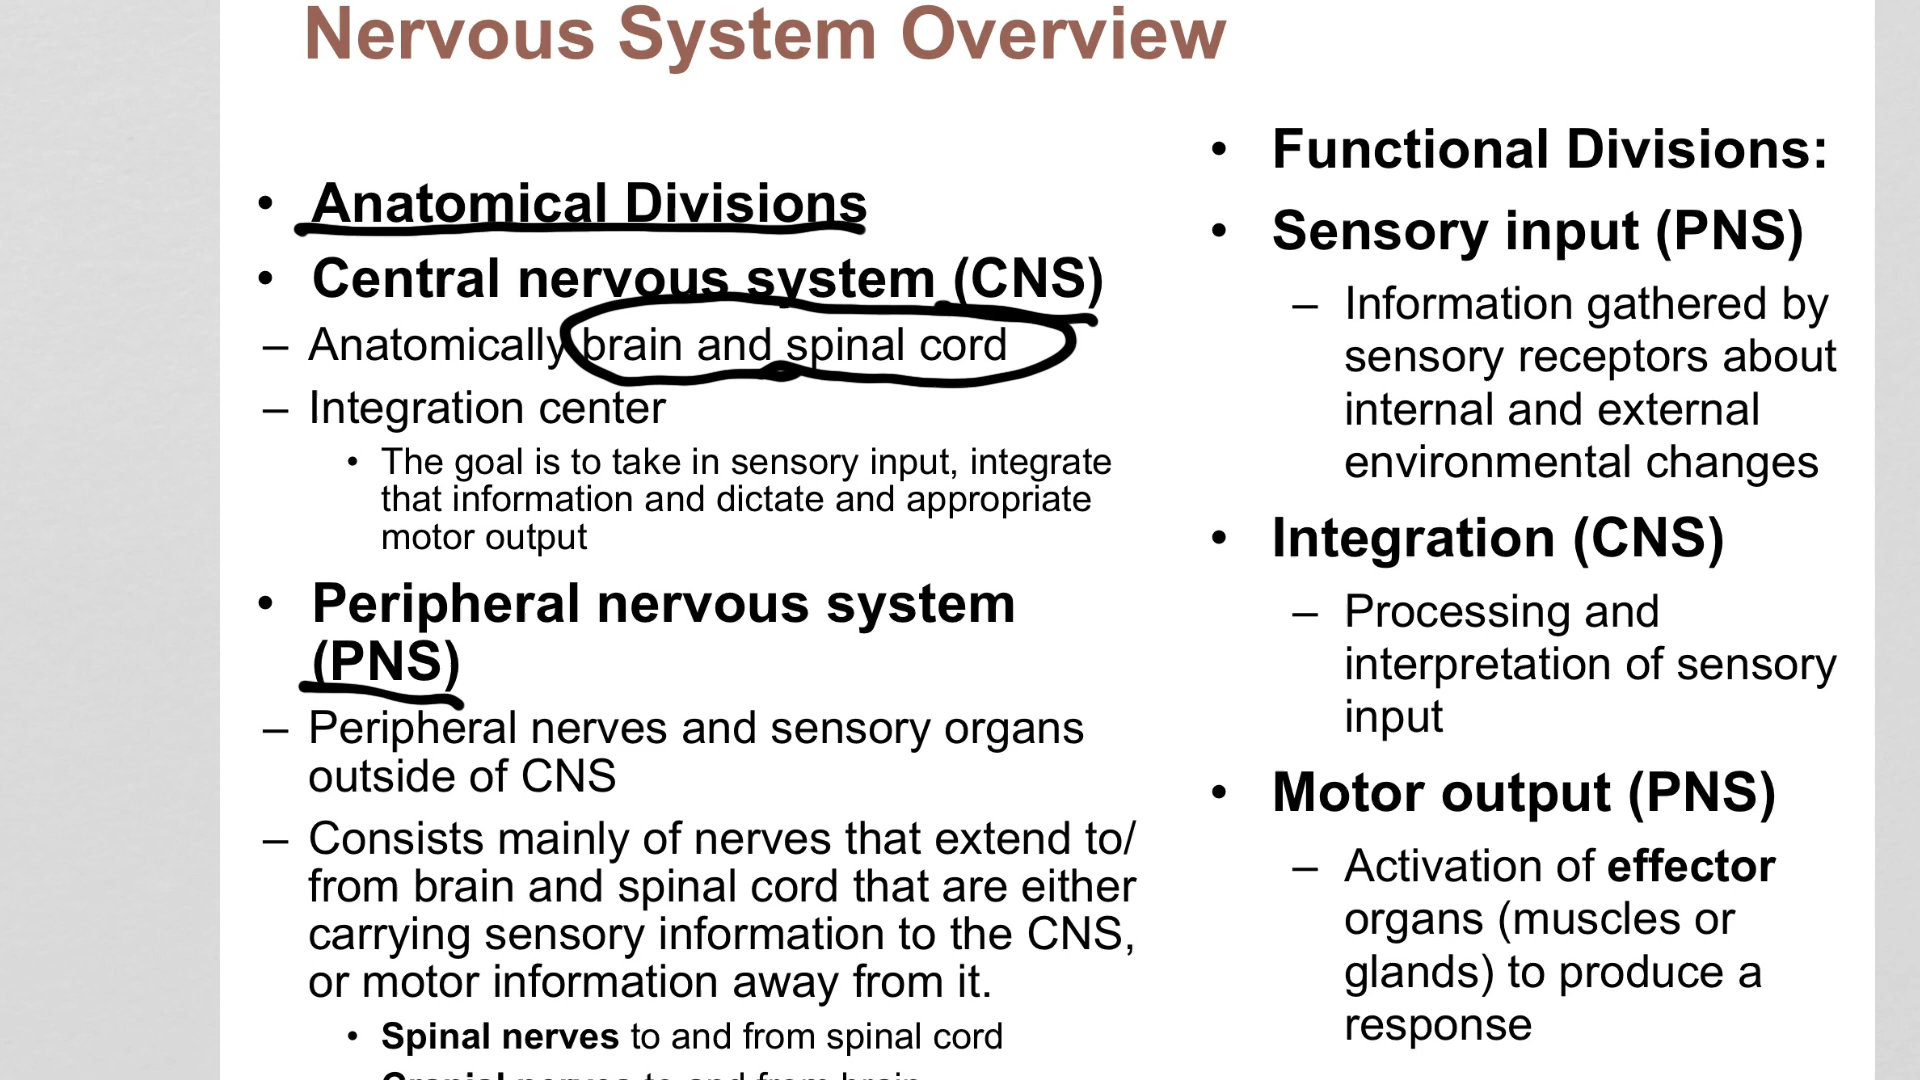 Nervous System Overview
• Anatomical Divisions
• Central nervous system (CNS)
– Anatomically brain and spinal cord
– Integration center
• The goal is to take in sensory input, integrate
that information and dictate and appropriate
motor output
• Peripheral nervous system
(PNS)
– Peripheral nerves and sensory organs
outside of CNS
– Consists mainly of nerves that extend to/
from brain and spinal cord that are either
carrying sensory information to the CNS,
or motor information away from it.
• Spinal nerves to and from spinal cord
Cranial nerves to and from brain
• Functional Divisions:
• Sensory input (PNS)
– Information gathered by
sensory receptors about
internal and external
environmental changes
• Integration (CNS)
– Processing and
interpretation of sensory
input
• Motor output (PNS)
– Activation of effector
organs (muscles or
glands) to produce a
response